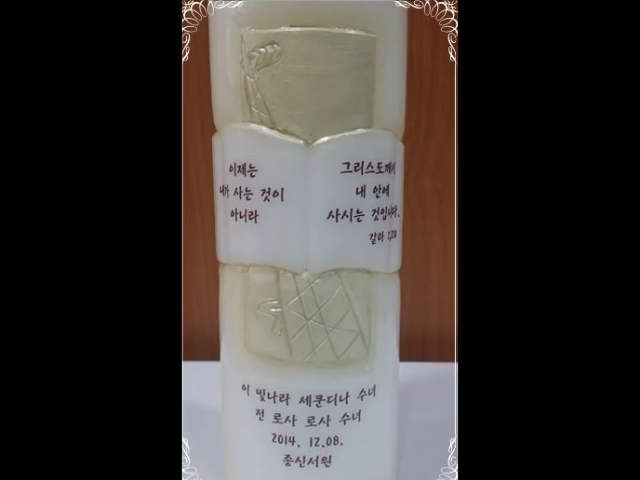 이제는
내가 사는 것이
아니라
그리스도께서
내 안에
사시는 것입니다.
갈라 2,20
이 빛나라 세쿤디나 수녀
전 로사 로사 수녀
2014. 12.08.
종신서원